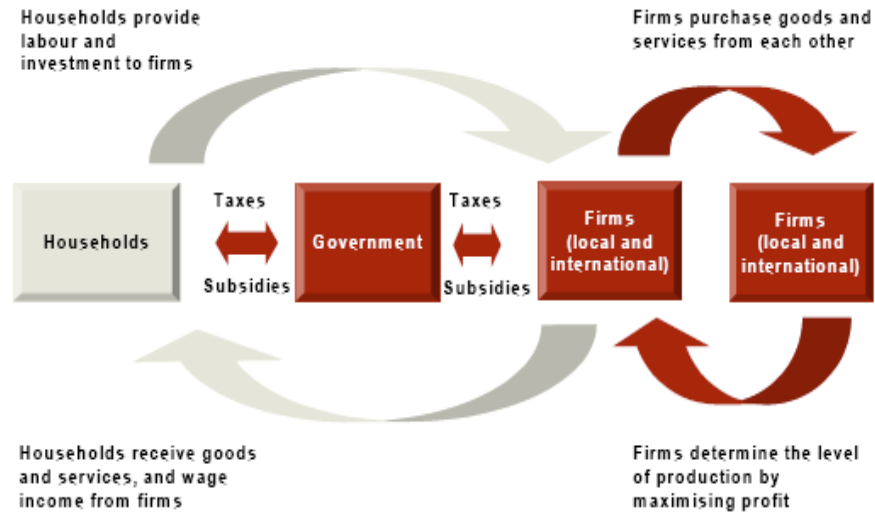 Households provide
labour and
investment to firms
Firms purchase goods and
services from each other
Households
Taxes
Subsidies
Government
Taxes
Subsidies
Firms
(local and
international)
Firms
(local and
international)
Households receive goods
and services, and wage
income from firms
Firms determine the level
of production by
maximising profit